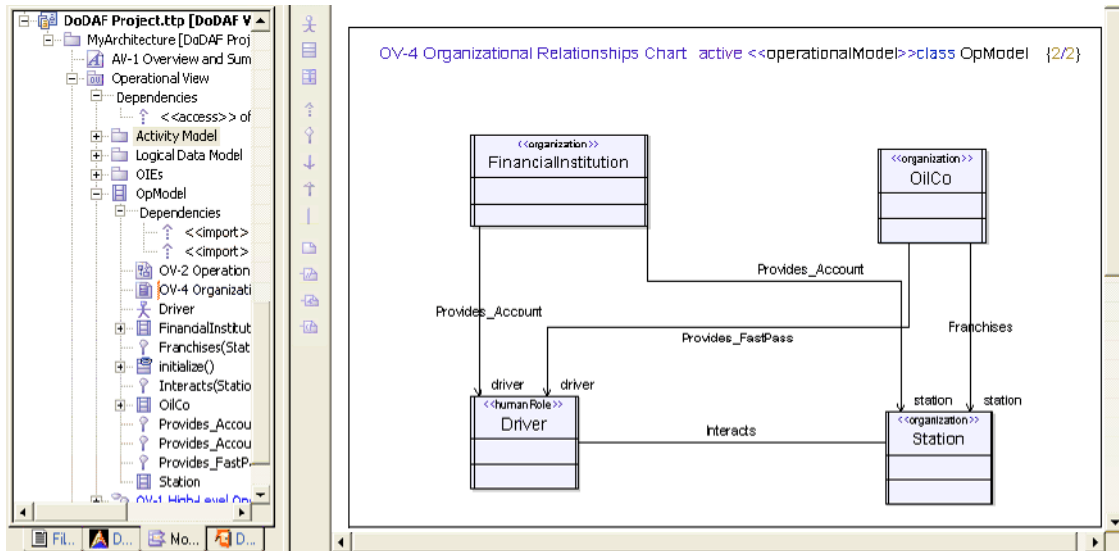 DoDAF Project.ttp [DoDAF V
MyArchitecture [DoDAF Proj
AV-1 Overview and Sum
Operational View
Dependencies
<<access>> of
Activity Model
Logical Data Model
OIEs
OpModel
Dependencies
<<import>
<<import>
OV-2 Operation
OV-4 Organizati
Driver
FinancialInstitut
Franchises(Stat
initialize()
Interacts(Statio
OilCo
Provides_Accou
Provides_Accou
Provides_FastP
Station
OV-1 High-Level Op
Fil...
D...
Mo...
D...
OV-4 Organizational Relationships Chart active <<operationalModel>>class OpModel {2/2}
<<organization>>
FinancialInstitution
<<organization>>
OilCo
Provides_Account
Provides_Account
Provides_FastPass
Franchises
driver
driver
station
station
<<humanRole>>
Driver
Interacts
<<organization>>
Station